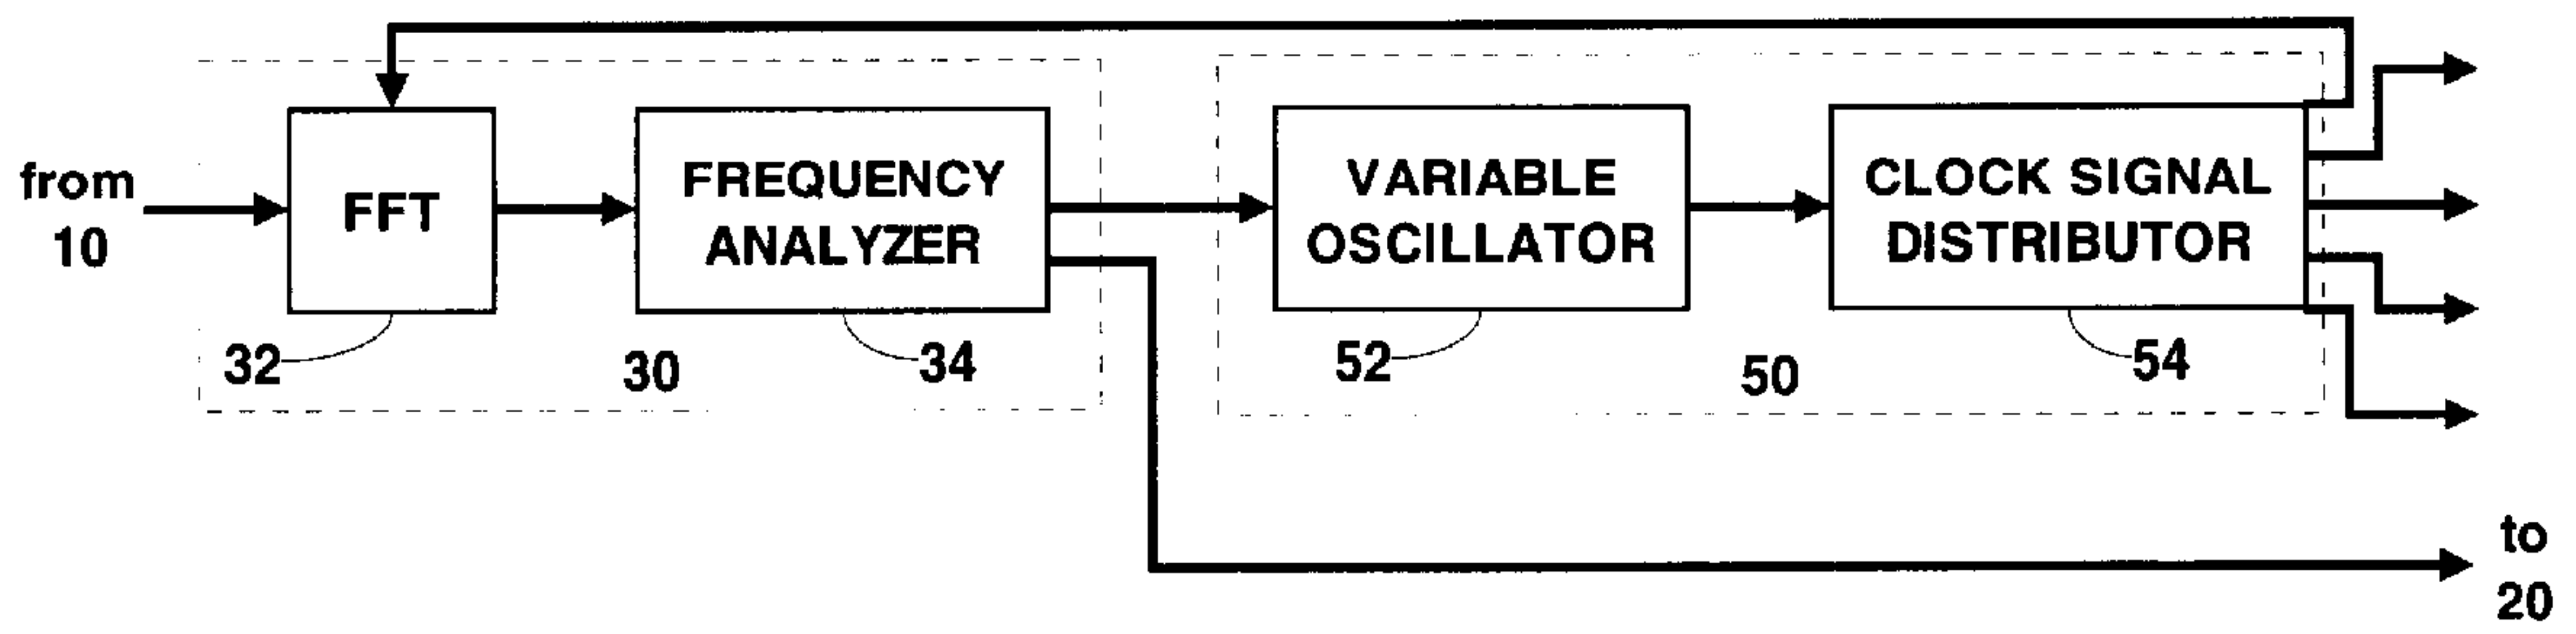 from
10
FFT
FREQUENCY
ANALYZER
VARIABLE
OSCILLATOR
CLOCK SIGNAL
DISTRIBUTOR
32
30
34
52
50
54
to
20